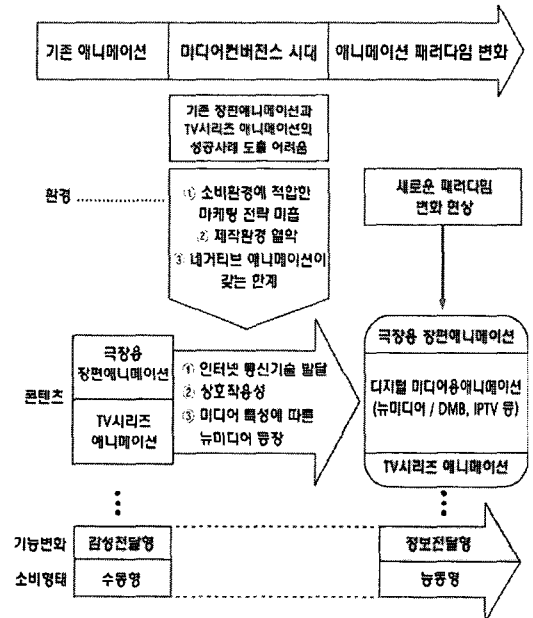 기존 애니메이션
미디어컨버전스 시대
애니메이션 패러다임 변화
기존 장편애니메이션과
TV시리즈 애니메이션의
성공사례 도출 어려움
환경
① 소비환경에 적합한
마케팅 전략 미흡
② 제작환경 열악
③ 네거티브 애니메이션이
갖는 한계
새로운 패러다임
변화 현상
콘텐츠
극장용
장편애니메이션
TV시리즈
애니메이션
① 인터넷 통신기술 발달
② 상호작용성
③ 미디어 특성에 따른
뉴미디어 등장
극장용 장편애니메이션
디지털 미디어용애니메이션
(뉴미디어 / DMB, IPTV 등)
TV시리즈 애니메이션
기능변화
감성전달형
정보전달형
소비형태
수동형
능동형